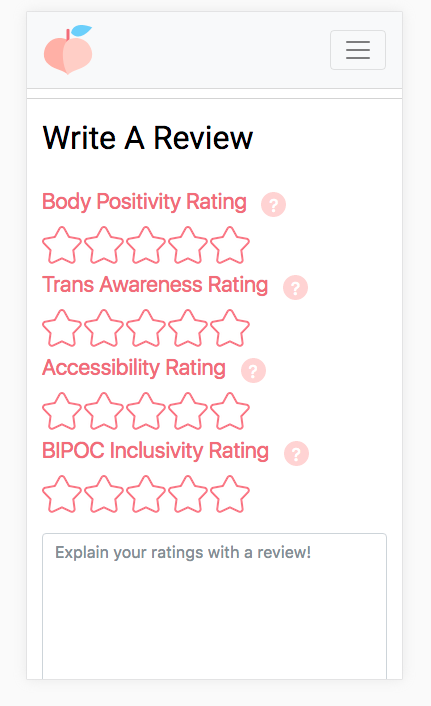 Write A Review
Body Positivity Rating ?
Trans Awareness Rating ?
Accessibility Rating ?
BIPOC Inclusivity Rating ?
Explain your ratings with a review!